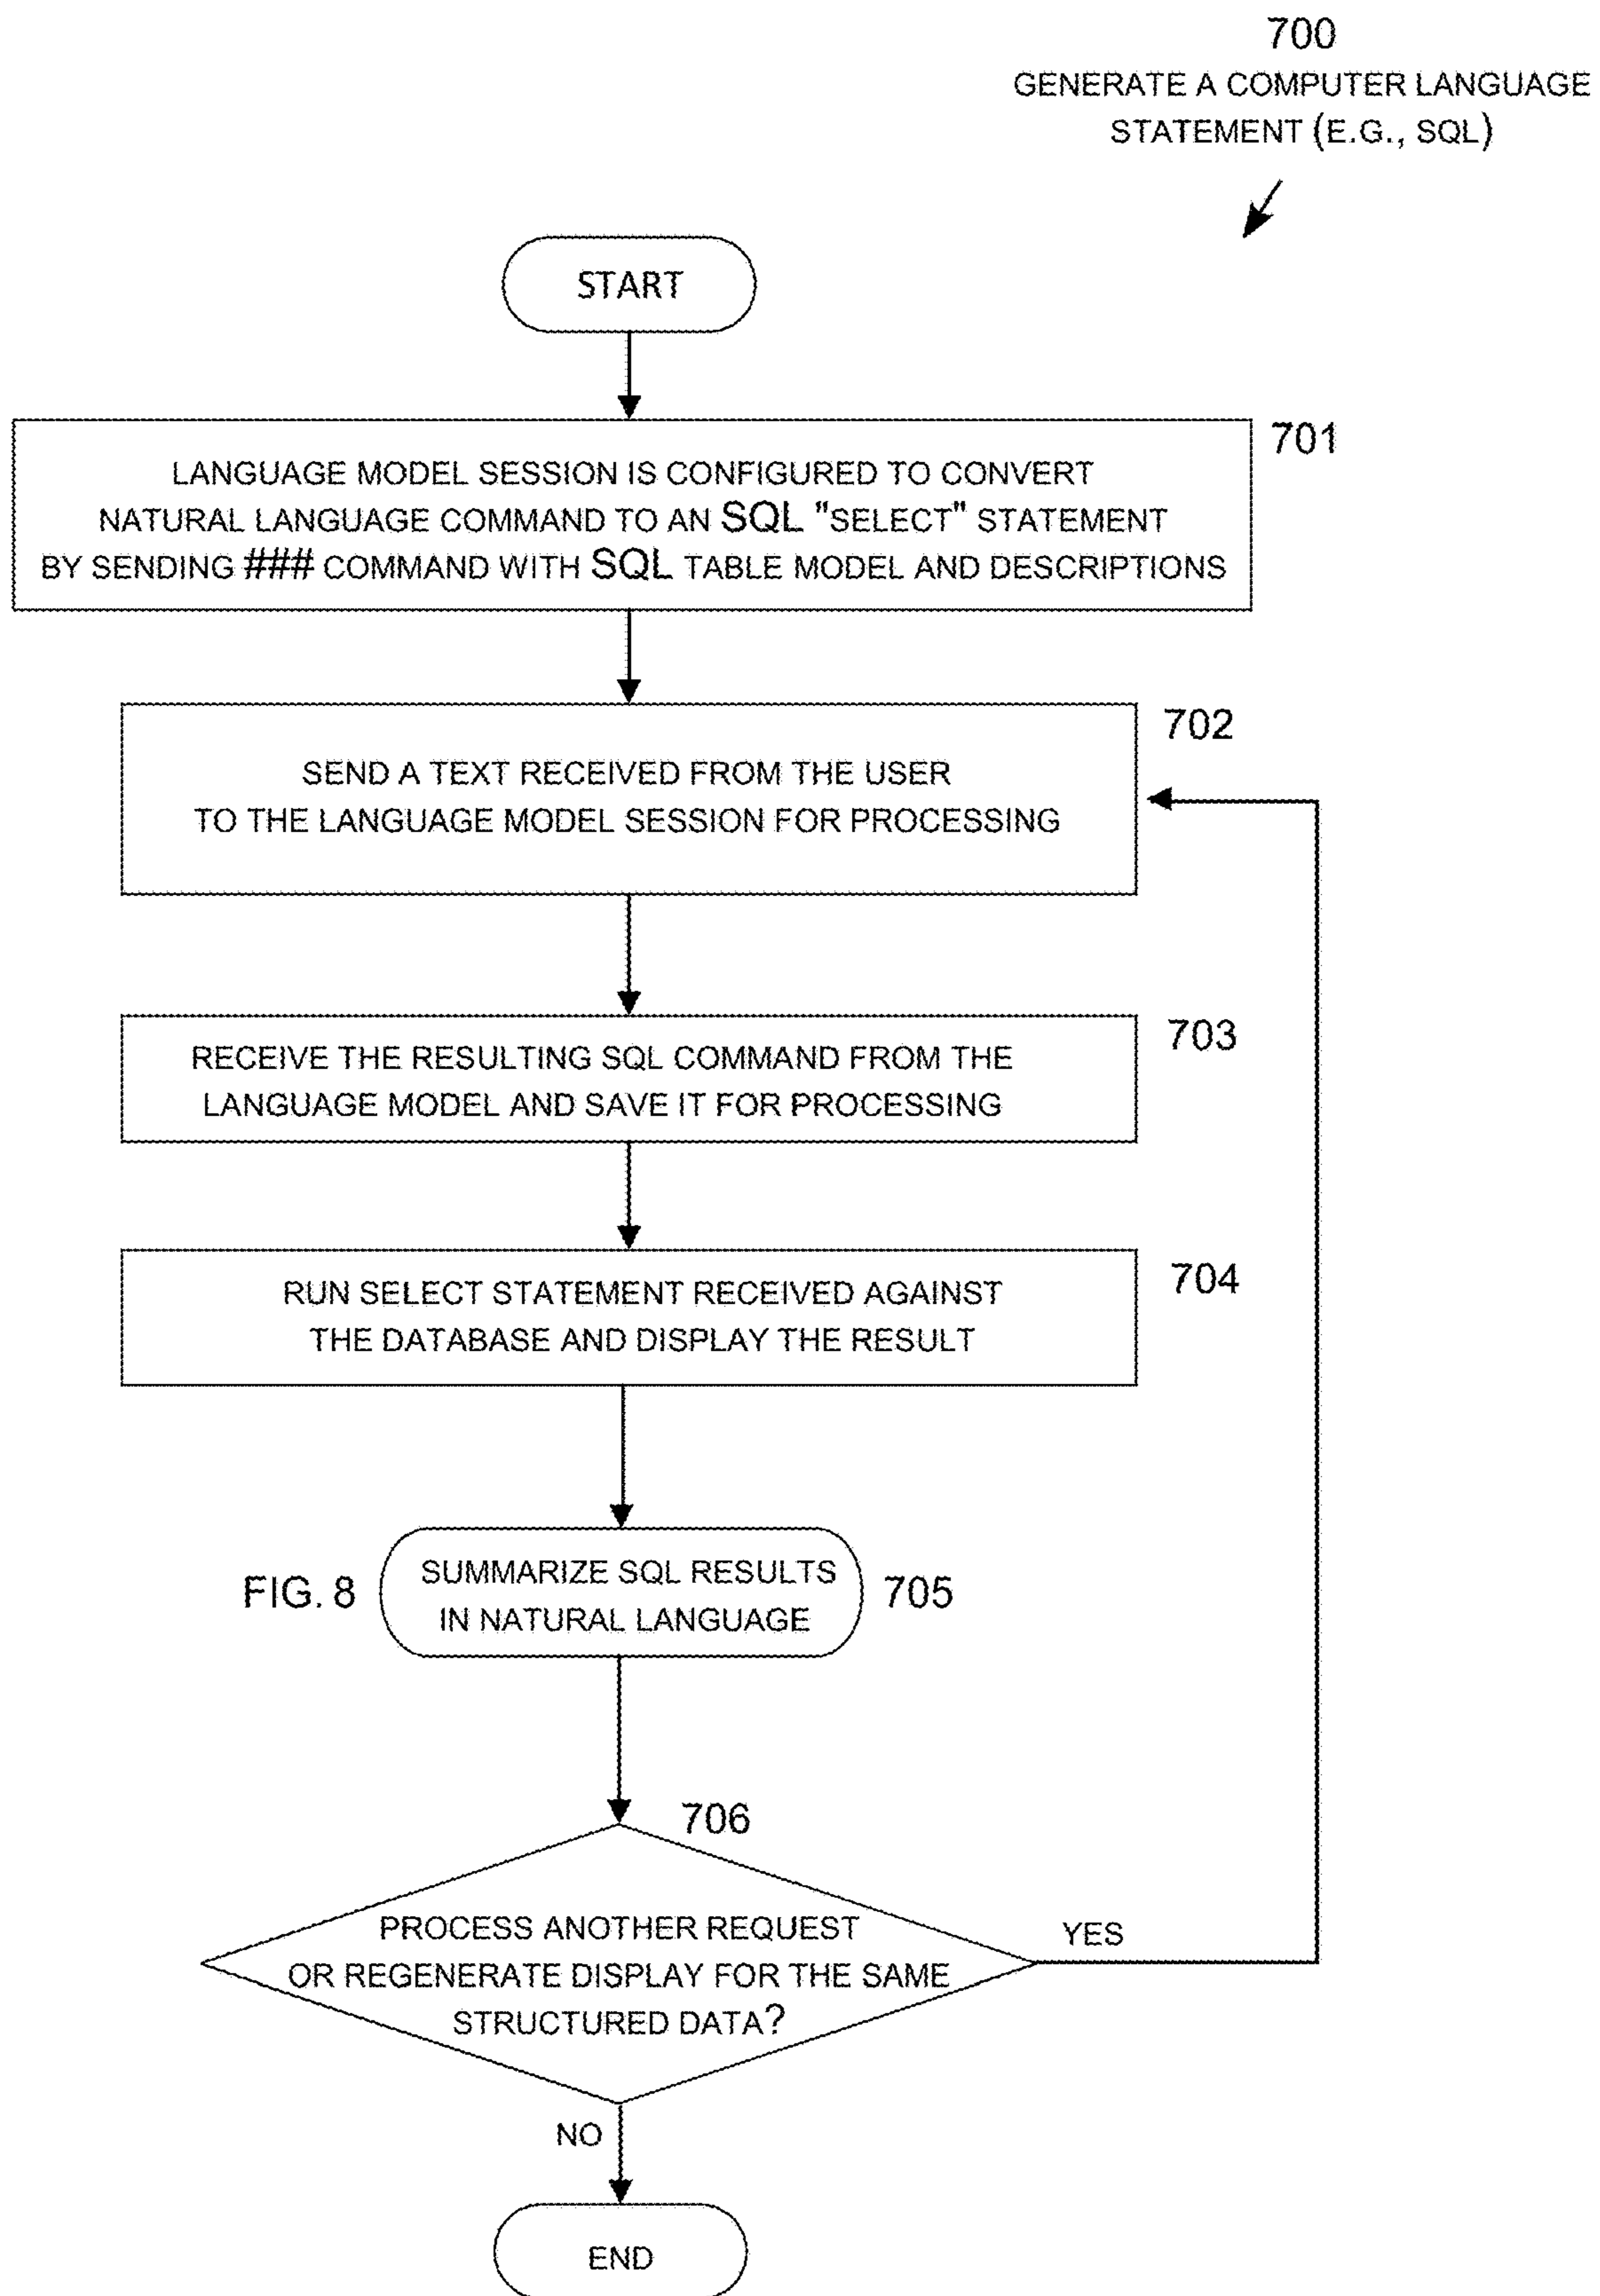 700
GENERATE A COMPUTER LANGUAGE
STATEMENT (E.G., SQL)
START
701
LANGUAGE MODEL SESSION IS CONFIGURED TO CONVERT
NATURAL LANGUAGE COMMAND TO AN SQL "SELECT" STATEMENT
BY SENDING ### COMMAND WITH SQL TABLE MODEL AND DESCRIPTIONS
702
SEND A TEXT RECEIVED FROM THE USER
TO THE LANGUAGE MODEL SESSION FOR PROCESSING
703
RECEIVE THE RESULTING SQL COMMAND FROM THE
LANGUAGE MODEL AND SAVE IT FOR PROCESSING
704
RUN SELECT STATEMENT RECEIVED AGAINST
THE DATABASE AND DISPLAY THE RESULT
FIG. 8
SUMMARIZE SQL RESULTS
IN NATURAL LANGUAGE
705
706
PROCESS ANOTHER REQUEST
OR REGENERATE DISPLAY FOR THE SAME
STRUCTURED DATA?
YES
NO
END